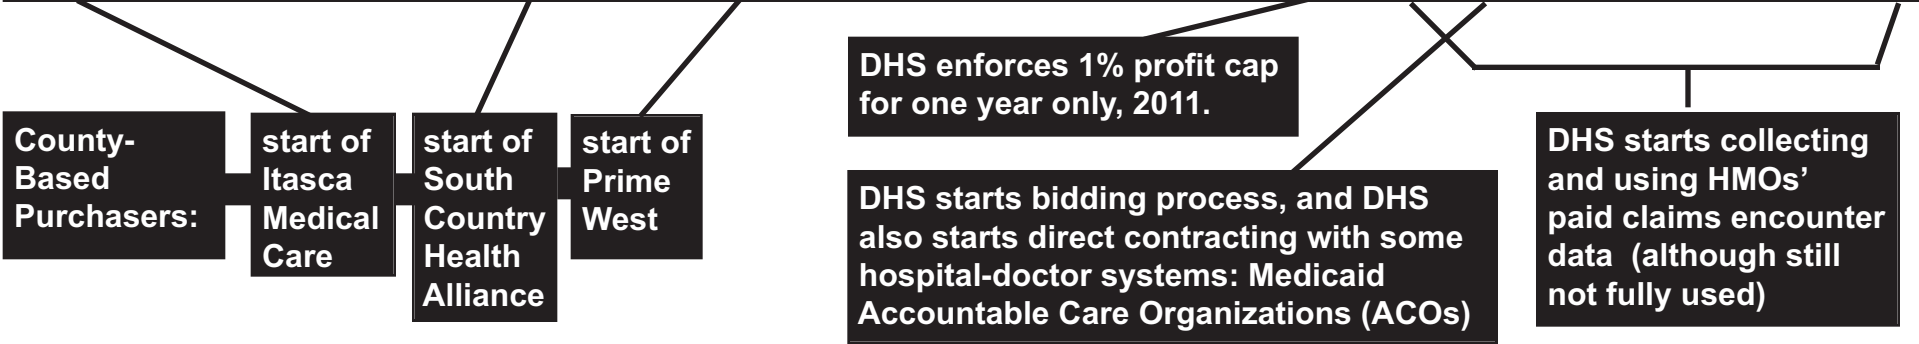 County-
Based
Purchasers:
start of
Itasca
Medical
Care
start of
South
Country
Health
Alliance
start of
Prime
West
DHS enforces 1% profit cap
for one year only, 2011.
DHS starts bidding process, and DHS
also starts direct contracting with some
hospital-doctor systems: Medicaid
Accountable Care Organizations (ACOs)
DHS starts collecting
and using HMOs’
paid claims encounter
data (although still
not fully used)